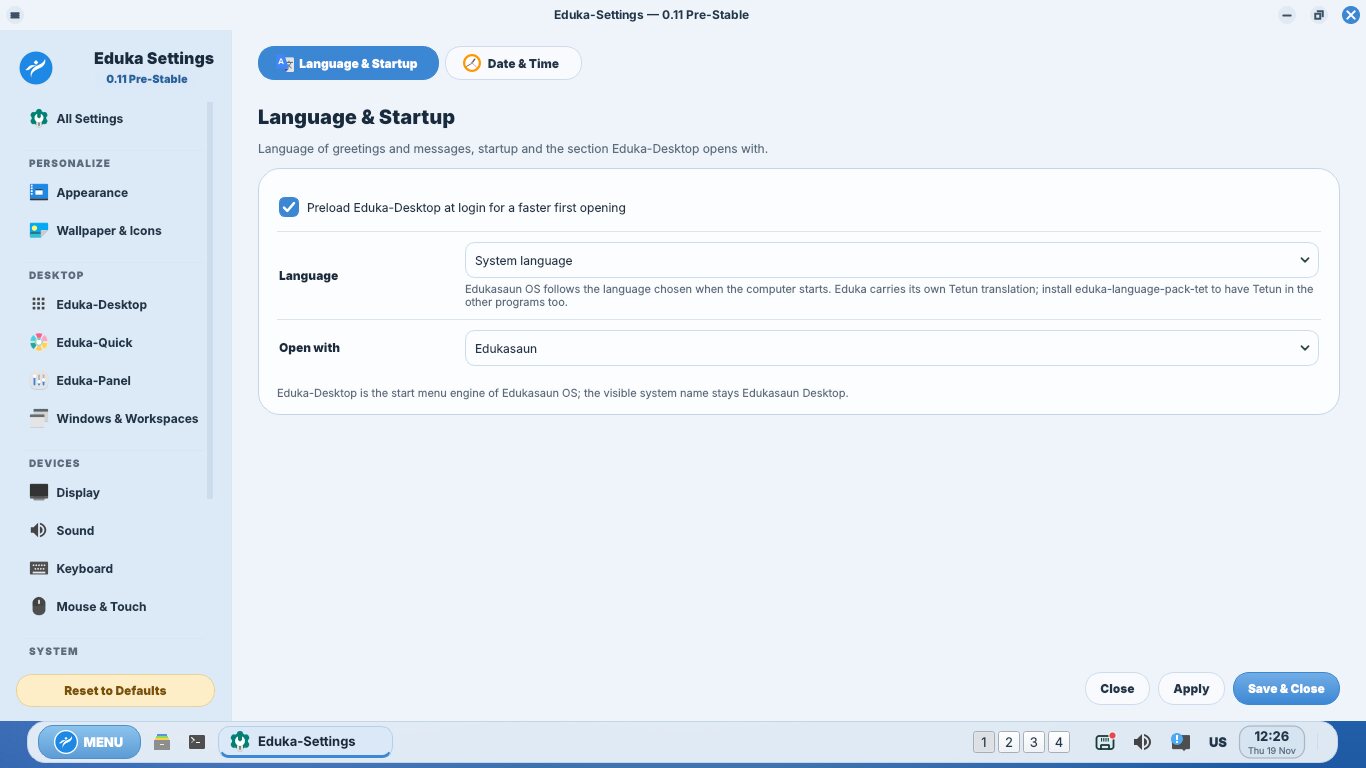 Eduka-Settings — 0.11 Pre-Stable
Eduka Settings
0.11 Pre-Stable
All Settings
PERSONALIZE
Appearance
Wallpaper & Icons
DESKTOP
Eduka-Desktop
Eduka-Quick
Eduka-Panel
Windows & Workspaces
DEVICES
Display
Sound
Keyboard
Mouse & Touch
SYSTEM
Reset to Defaults
Language & Startup
Date & Time
Language & Startup
Language of greetings and messages, startup and the section Eduka-Desktop opens with.
Preload Eduka-Desktop at login for a faster first opening
Language
System language
Edukasaun OS follows the language chosen when the computer starts. Eduka carries its own Tetun translation; install eduka-language-pack-tet to have Tetun in the
other programs too.
Open with
Edukasaun
Eduka-Desktop is the start menu engine of Edukasaun OS; the visible system name stays Edukasaun Desktop.
Close
Apply
Save & Close
MENU
Eduka-Settings
1 2 3 4
US
12:26
Thu 19 Nov